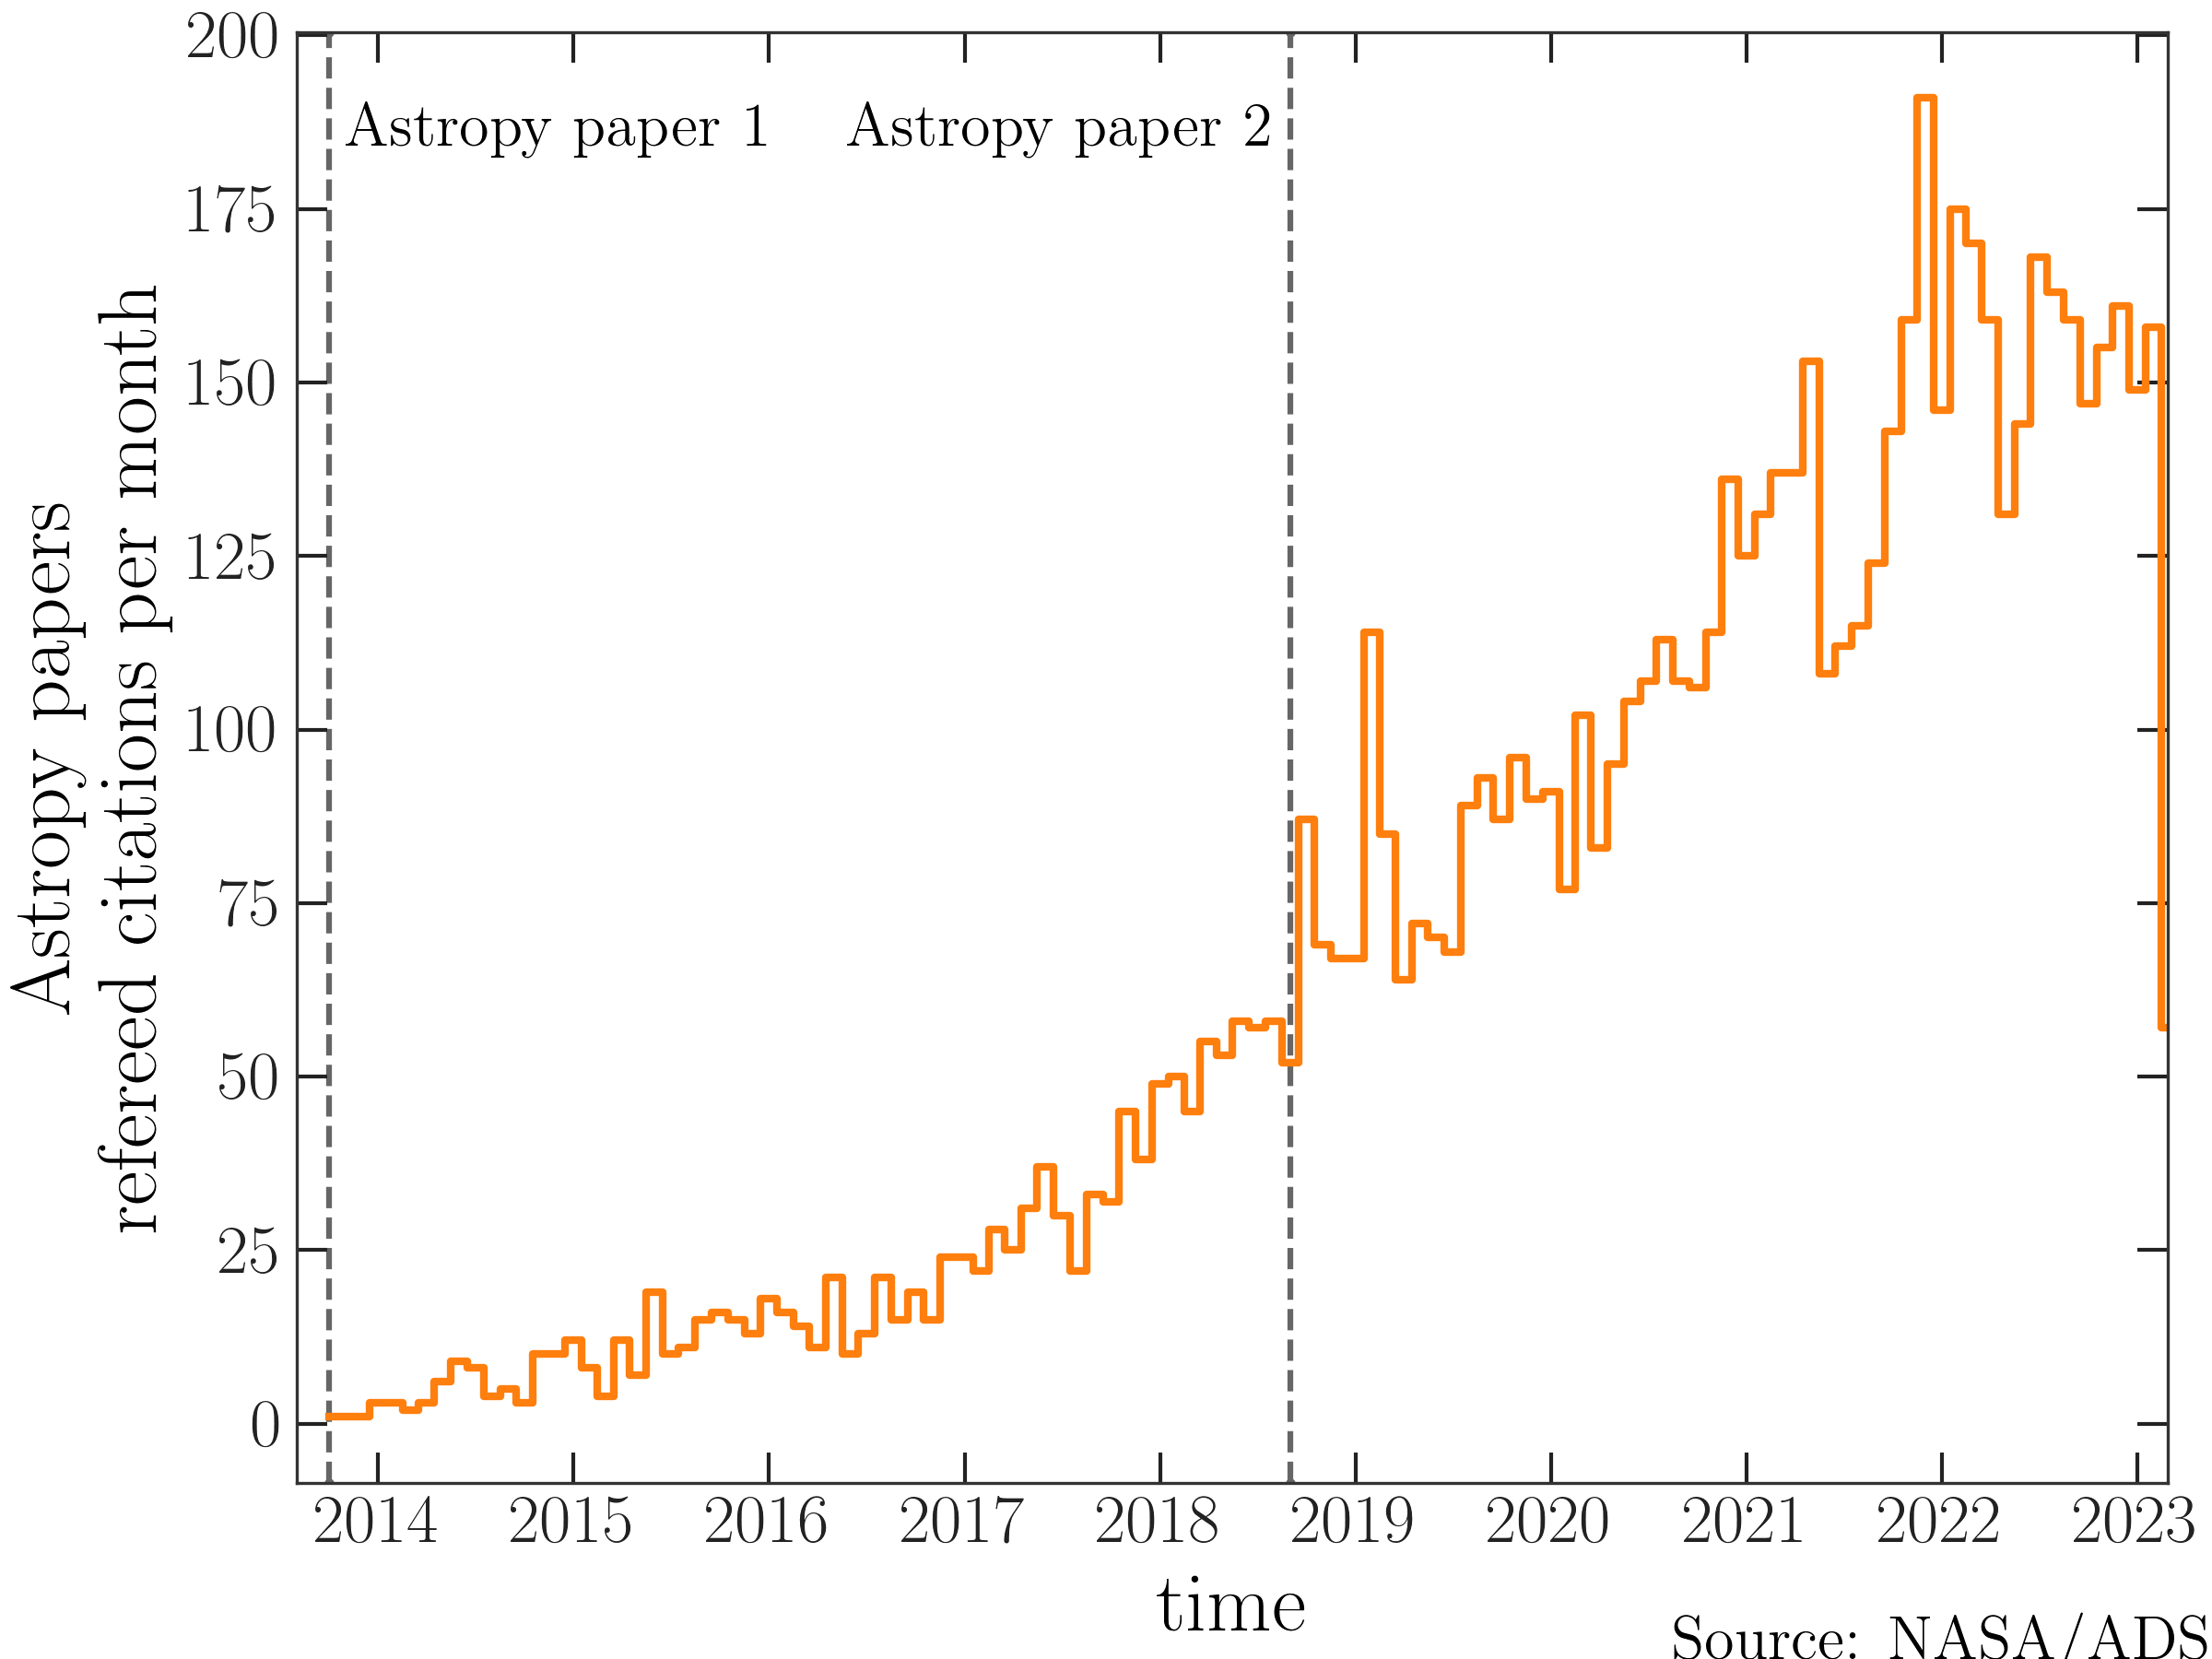 200
Astropy paper 1 Astropy paper 2
175
150
125
100
75
50
25
0
Astropy papers
refereed citations per month
2014 2015 2016 2017 2018 2019 2020 2021 2022 2023
time
Source: NASA/ADS